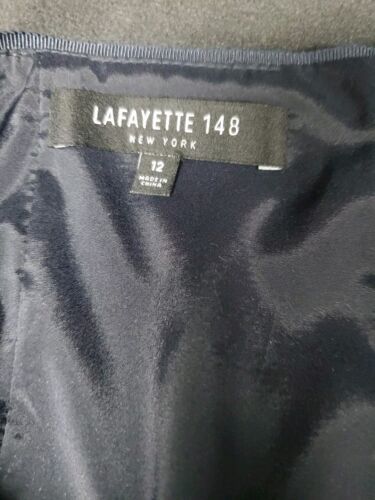 LAFAYETTE 148
NEW YORK
12
MADE IN
CHINA